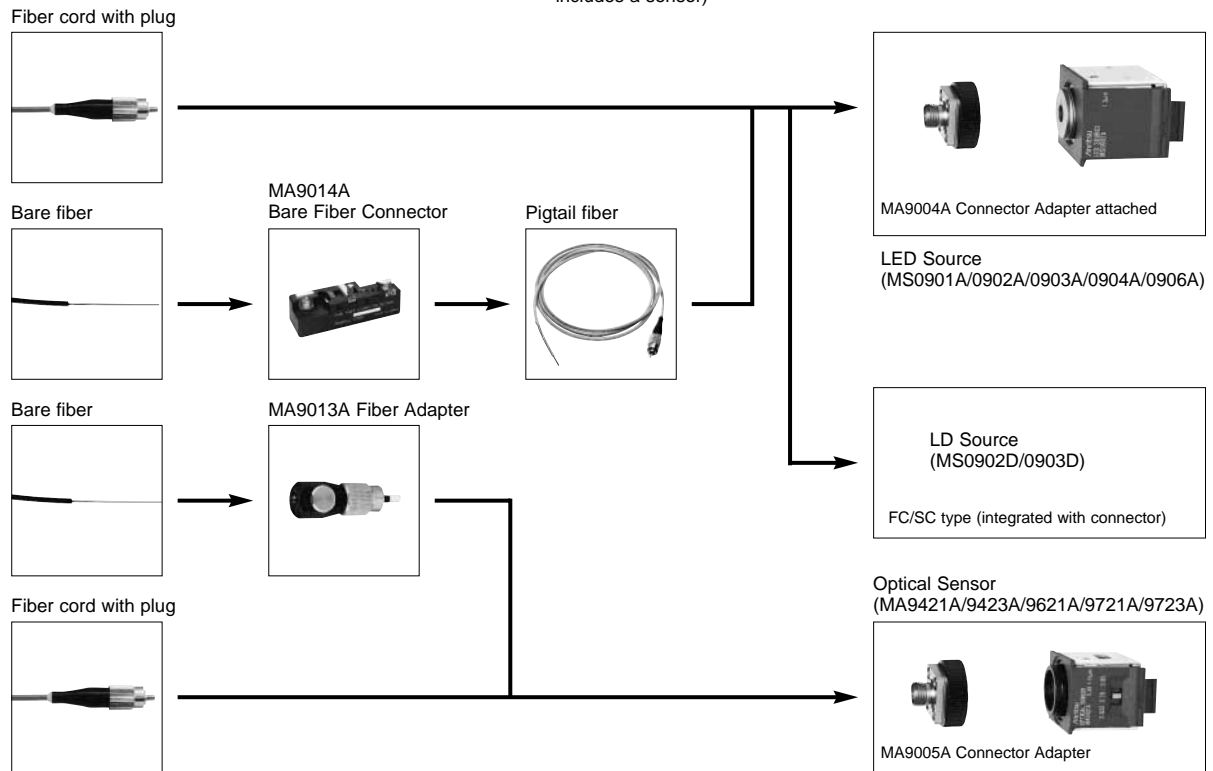 includes a sensor)
Fiber cord with plug
MA9004A Connector Adapter attached
LED Source
(MS0901A/0902A/0903A/0904A/0906A)
Bare fiber
MA9014A
Bare Fiber Connector
Pigtail fiber
Bare fiber
MA9013A Fiber Adapter
LD Source
(MS0902D/0903D)
FC/SC type (integrated with connector)
Fiber cord with plug
Optical Sensor
(MA9421A/9423A/9621A/9721A/9723A)
MA9005A Connector Adapter